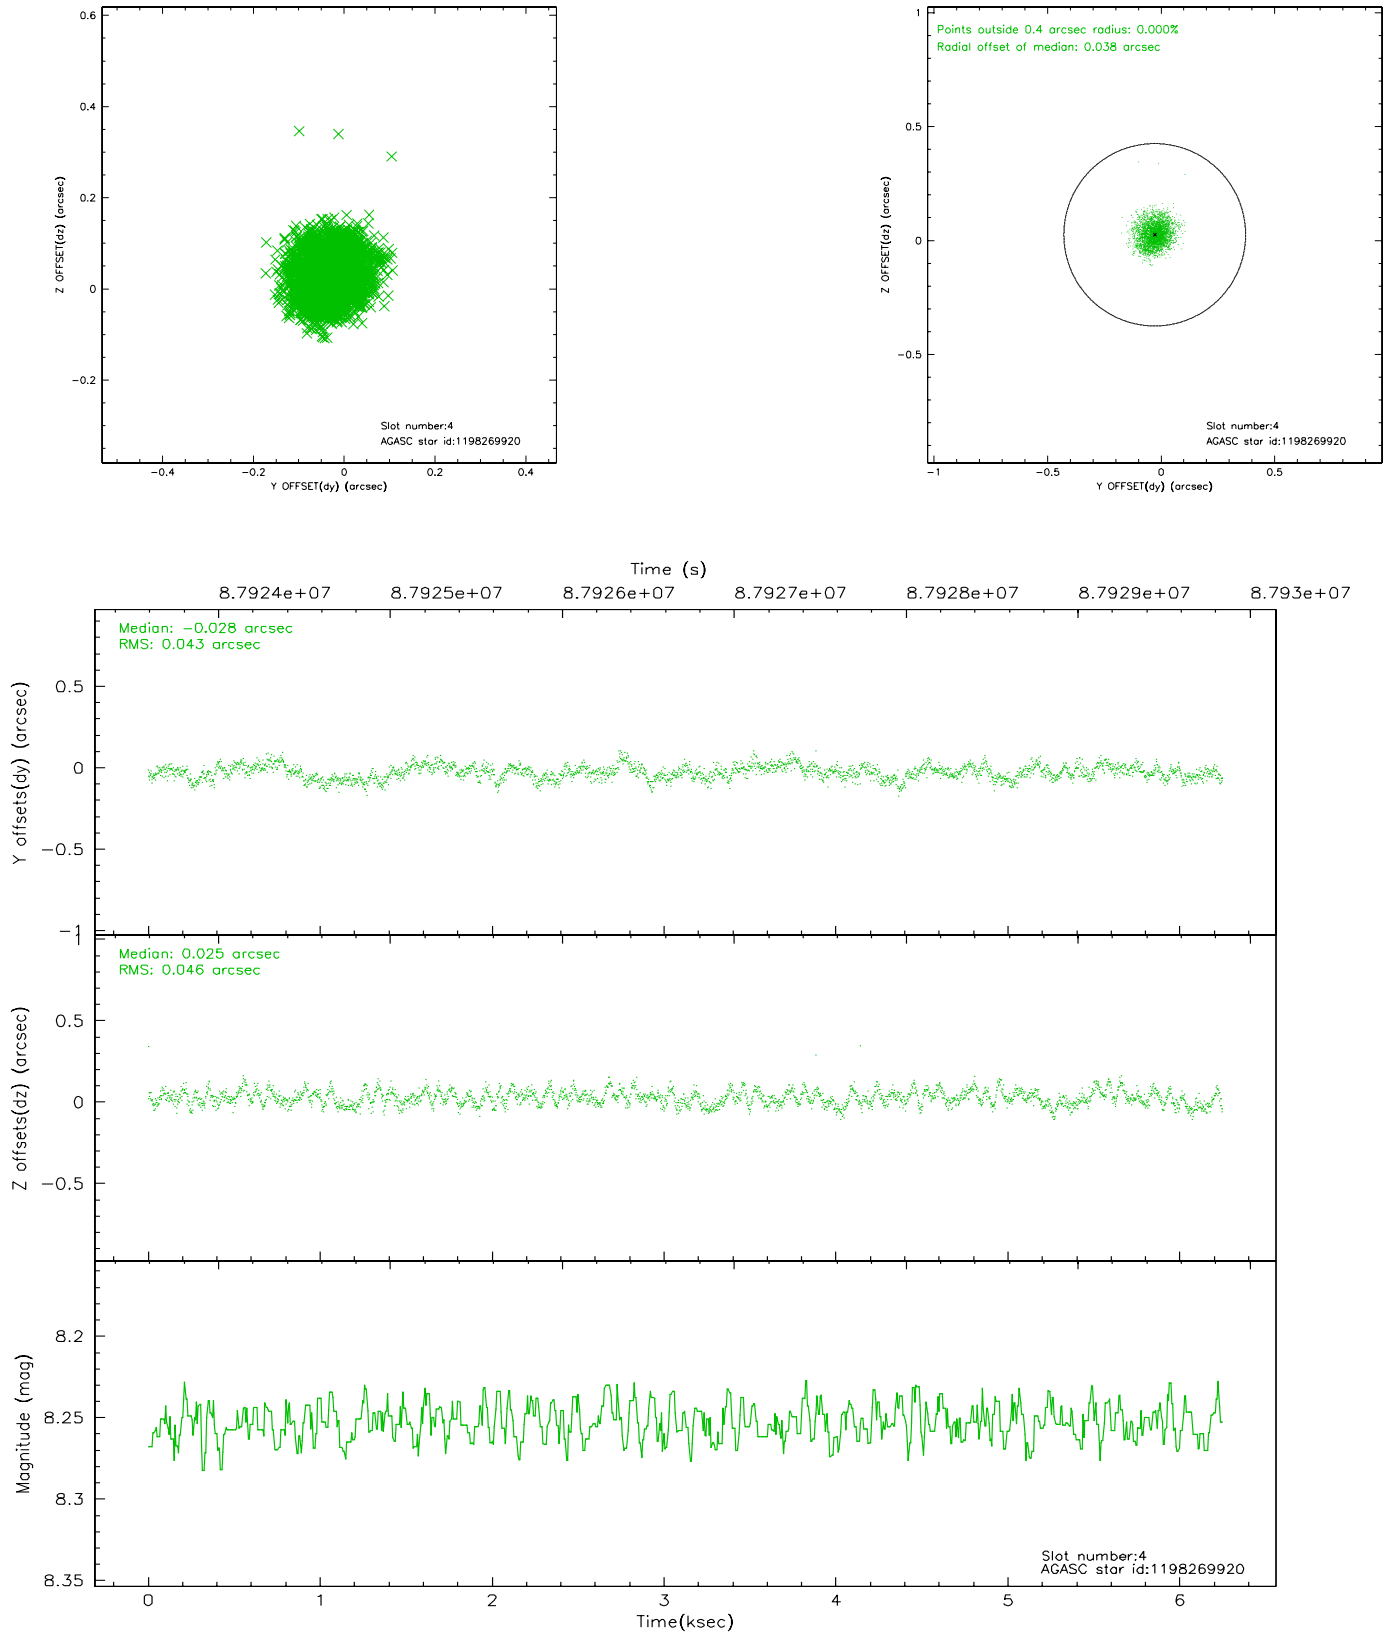 0.6
0.4
0.2
0
−0.2
Z OFFSET(dz) (arcsec)
Slot number:4
AGASC star id:1198269920
−0.4 −0.2 0 0.2 0.4
Y OFFSET(dy) (arcsec)
Points outside 0.4 arcsec radius: 0.000%
Radial offset of median: 0.038 arcsec
1
0.5
0
−0.5
Z OFFSET(dz) (arcsec)
Slot number:4
AGASC star id:1198269920
−1 −0.5 0 0.5
Y OFFSET(dy) (arcsec)
Time (s)
8.7924e+07 8.7925e+07 8.7926e+07 8.7927e+07 8.7928e+07 8.7929e+07 8.793e+07
Median: −0.028 arcsec
RMS: 0.043 arcsec
0.5
0
−0.5
−1
Y offsets(dy) (arcsec)
Median: 0.025 arcsec
RMS: 0.046 arcsec
1
0.5
0
−0.5
Z offsets(dz) (arcsec)
8.2
8.25
8.3
8.35
Magnitude (mag)
Slot number:4
AGASC star id:1198269920
0 1 2 3 4 5 6
Time(ksec)